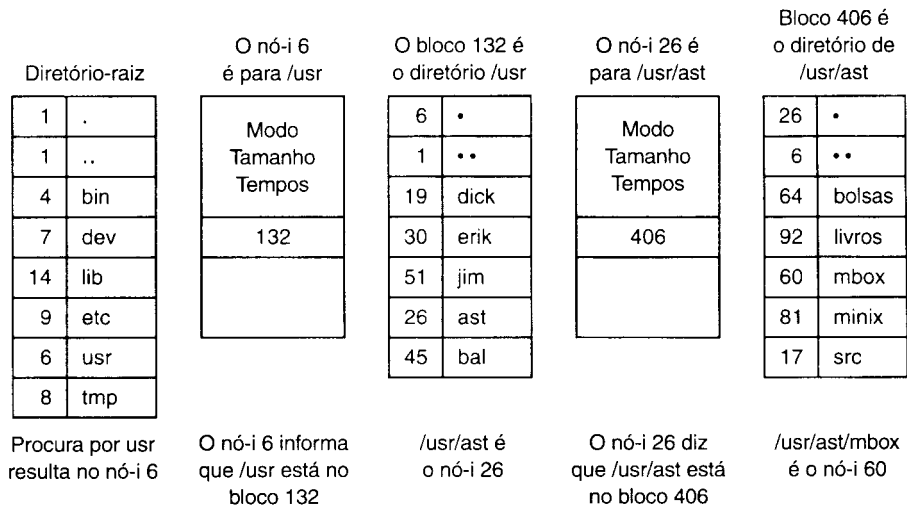 Diretório-raiz
1 .
1 ..
4 bin
7 dev
14 lib
9 etc
6 usr
8 tmp
Procura por usr
resulta no nó-i 6
O nó-i 6
é para /usr
Modo
Tamanho
Tempos
132
O nó-i 6 informa
que /usr está no
bloco 132
O bloco 132 é
o diretório /usr
6 •
1 ••
19 dick
30 erik
51 jim
26 ast
45 bal
/usr/ast é
o nó-i 26
O nó-i 26 é
para /usr/ast
Modo
Tamanho
Tempos
406
O nó-i 26 diz
que /usr/ast está
no bloco 406
Bloco 406 é
o diretório de
/usr/ast
26 •
6 ••
64 bolsas
92 livros
60 mbox
81 minix
17 src
/usr/ast/mbox
é o nó-i 60